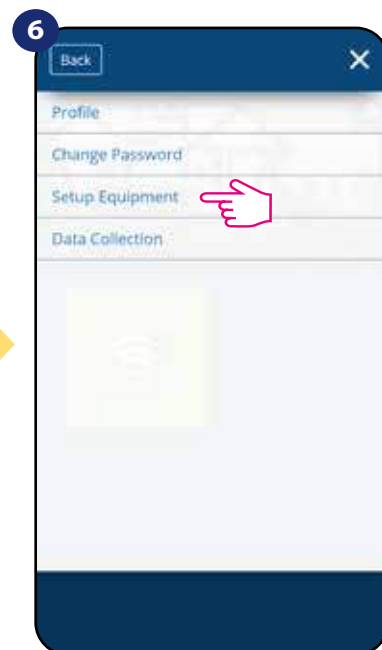 6
Back
Profile
Change Password
Setup Equipment
Data Collection